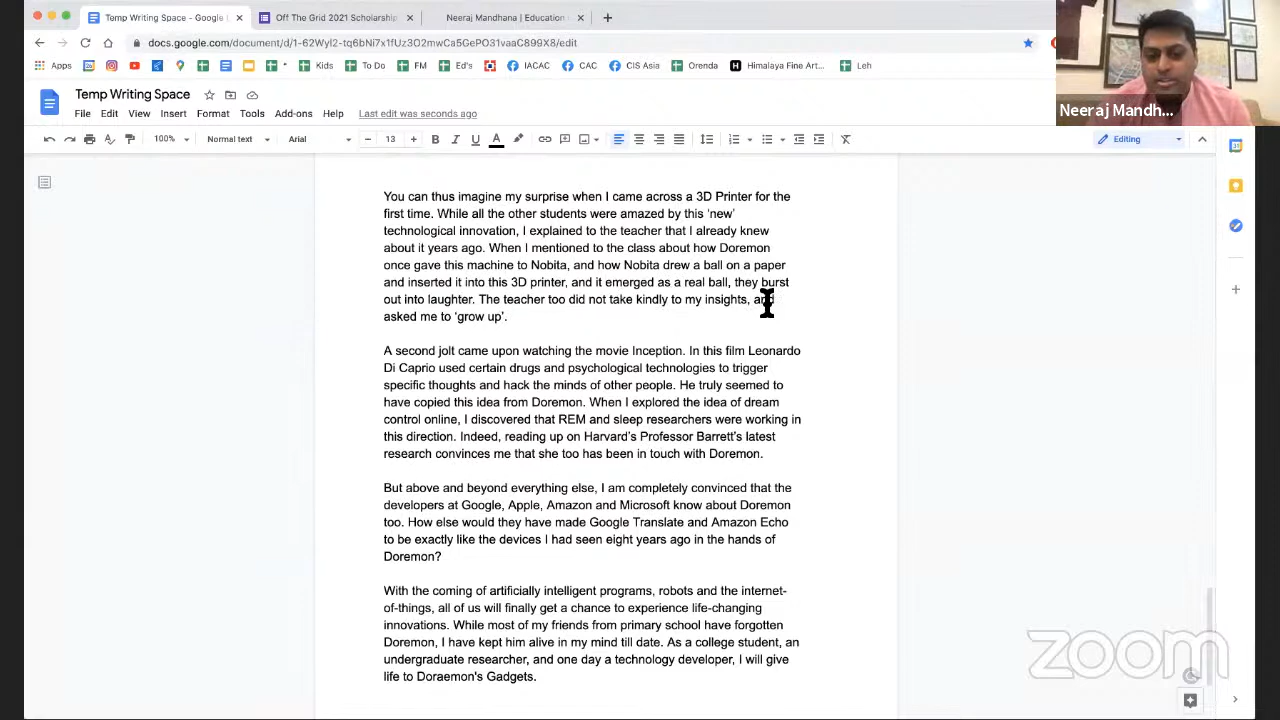 Temp Writing Space - Google
Off The Grid 2021 Scholarship
Neeraj Mandhana | Education
docs.google.com/document/d/1-62Wyr2-tq6bNi7x1fUz3O2mwCa5GePO31vaaC899X8/edit
Apps
Kids
To Do
FM
Ed's
IACAC
CAC
CIS Asia
Orenda
Himalaya Fine Art...
Leh
Neeraj Mandh...
Temp Writing Space
File Edit View Insert Format Tools Add-ons Help Last edit was seconds ago
100% Normal text Arial 13 Editing
You can thus imagine my surprise when I came across a 3D Printer for the
first time. While all the other students were amazed by this ‘new’
technological innovation, I explained to the teacher that I already knew
about it years ago. When I mentioned to the class about how Doremon
once gave this machine to Nobita, and how Nobita drew a ball on a paper
and inserted it into this 3D printer, and it emerged as a real ball, they burst
out into laughter. The teacher too did not take kindly to my insights, and
asked me to ‘grow up’.
A second jolt came upon watching the movie Inception. In this film Leonardo
Di Caprio used certain drugs and psychological technologies to trigger
specific thoughts and hack the minds of other people. He truly seemed to
have copied this idea from Doremon. When I explored the idea of dream
control online, I discovered that REM and sleep researchers were working in
this direction. Indeed, reading up on Harvard’s Professor Barrett’s latest
research convinces me that she too has been in touch with Doremon.
But above and beyond everything else, I am completely convinced that the
developers at Google, Apple, Amazon and Microsoft know about Doremon
too. How else would they have made Google Translate and Amazon Echo
to be exactly like the devices I had seen eight years ago in the hands of
Doremon?
With the coming of artificially intelligent programs, robots and the internet-
of-things, all of us will finally get a chance to experience life-changing
innovations. While most of my friends from primary school have forgotten
Doremon, I have kept him alive in my mind till date. As a college student, an
undergraduate researcher, and one day a technology developer, I will give
life to Doraemon's Gadgets.
zoom